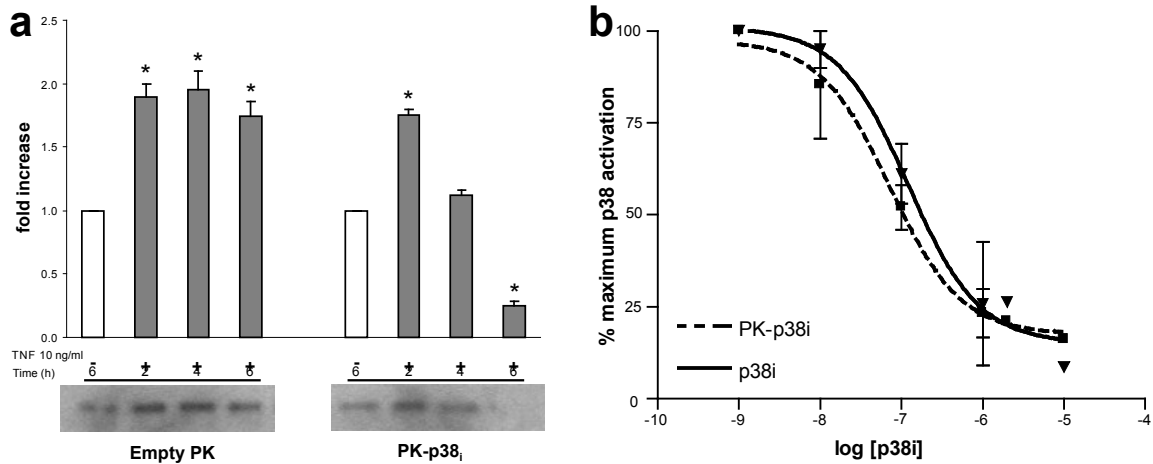 a
fold increase
2.5
2.0
1.5
1.0
0.5
0.0
* * *
* *
TNF 10 ng/ml - + + + - + + +
Time (h) 6 2 4 6 6 2 4 6
Empty PK
PK-p38i
b
% maximum p38 activation
100
75
50
25
0
PK-p38i
p38i
-10 -9 -8 -7 -6 -5 -4
log [p38i]